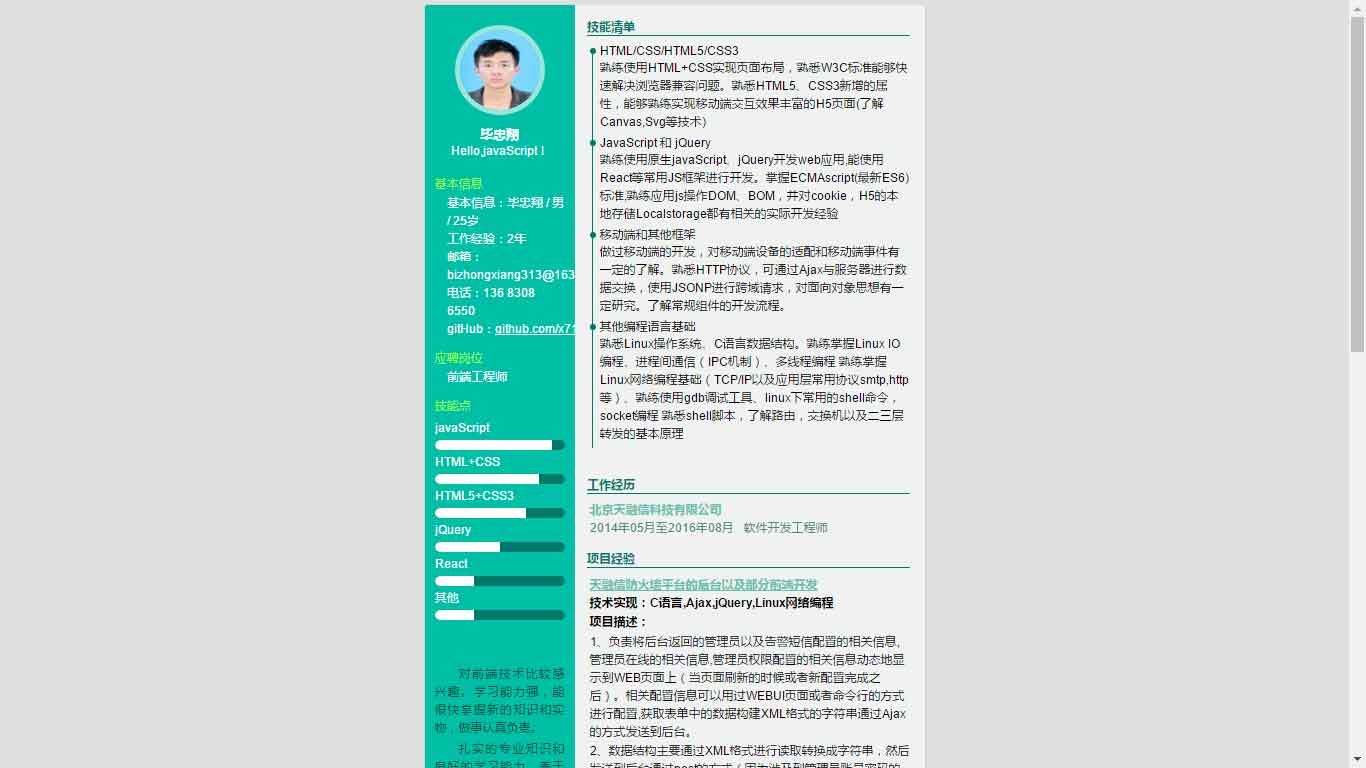 毕忠翔
Hello,javaScript !
基本信息
基本信息：毕忠翔 / 男
/ 25岁
工作经验：2年
邮箱：
bizhongxiang313@163
电话：136 8308
6550
gitHub：github.com/x71
应聘岗位
前端工程师
技能点
javaScript
HTML+CSS
HTML5+CSS3
jQuery
React
其他
对前端技术比较感
兴趣。学习能力强，能
很快掌握新的知识和实
物，做事认真负责。
扎实的专业知识和
良好的学习能力，善于
技能清单
HTML/CSS/HTML5/CSS3
熟练使用HTML+CSS实现页面布局，熟悉W3C标准能够快
速解决浏览器兼容问题。熟悉HTML5、CSS3新增的属
性，能够熟练实现移动端交互效果丰富的H5页面(了解
Canvas,Svg等技术)
JavaScript 和 jQuery
熟练使用原生javaScript、jQuery开发web应用,能使用
React等常用JS框架进行开发。掌握ECMAscript(最新ES6)
标准,熟练应用js操作DOM、BOM，并对cookie，H5的本
地存储Localstorage都有相关的实际开发经验
移动端和其他框架
做过移动端的开发，对移动端设备的适配和移动端事件有
一定的了解。熟悉HTTP协议，可通过Ajax与服务器进行数
据交换，使用JSONP进行跨域请求，对面向对象思想有一
定研究。了解常规组件的开发流程。
其他编程语言基础
熟悉Linux操作系统、C语言数据结构。熟练掌握Linux IO
编程、进程间通信（IPC机制）、多线程编程 熟练掌握
Linux网络编程基础（TCP/IP以及应用层常用协议smtp,http
等）、熟练使用gdb调试工具、linux下常用的shell命令，
socket编程 熟悉shell脚本，了解路由，交换机以及二三层
转发的基本原理
工作经历
北京天融信科技有限公司
2014年05月至2016年08月 软件开发工程师
项目经验
天融信防火墙平台的后台以及部分前端开发
技术实现：C语言,Ajax,jQuery,Linux网络编程
项目描述：
1、负责将后台返回的管理员以及告警短信配置的相关信息,
管理员在线的相关信息,管理员权限配置的相关信息动态地显
示到WEB页面上（当页面刷新的时候或者新配置完成之
后）。相关配置信息可以用过WEBUI页面或者命令行的方式
进行配置,获取表单中的数据构建XML格式的字符串通过Ajax
的方式发送到后台。
2、数据结构主要通过XML格式进行读取转换成字符串，然后
发送到后台通过post的方式（因为涉及到管理员账号密码的